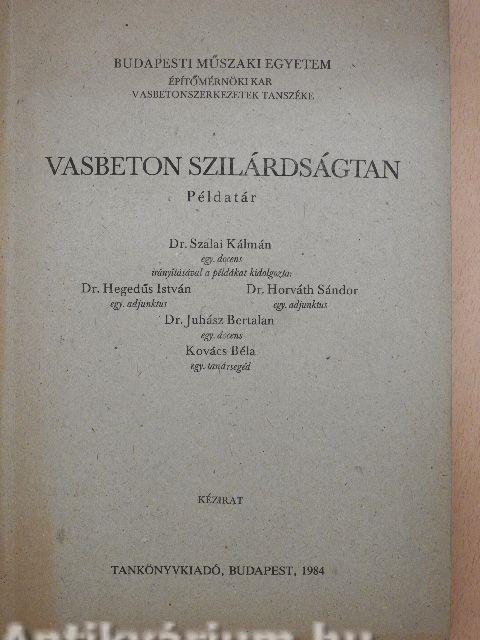 BUDAPESTI MŰSZAKI EGYETEM
ÉPÍTŐMÉRNÖKI KAR
VASBETONSZERKEZETEK TANSZÉKE
VASBETON SZILÁRDSÁGTAN
Példatár
Dr. Szalai Kálmán
egy. docens
irányításával a példákat kidolgozta:
Dr. Hegedűs István Dr. Horváth Sándor
egy. adjunktus egy. adjunktus
Dr. Juhász Bertalan
egy. docens
Kovács Béla
egy. tanársegéd
KÉZIRAT
TANKÖNYVKIADÓ, BUDAPEST, 1984
Antikvárium.hu